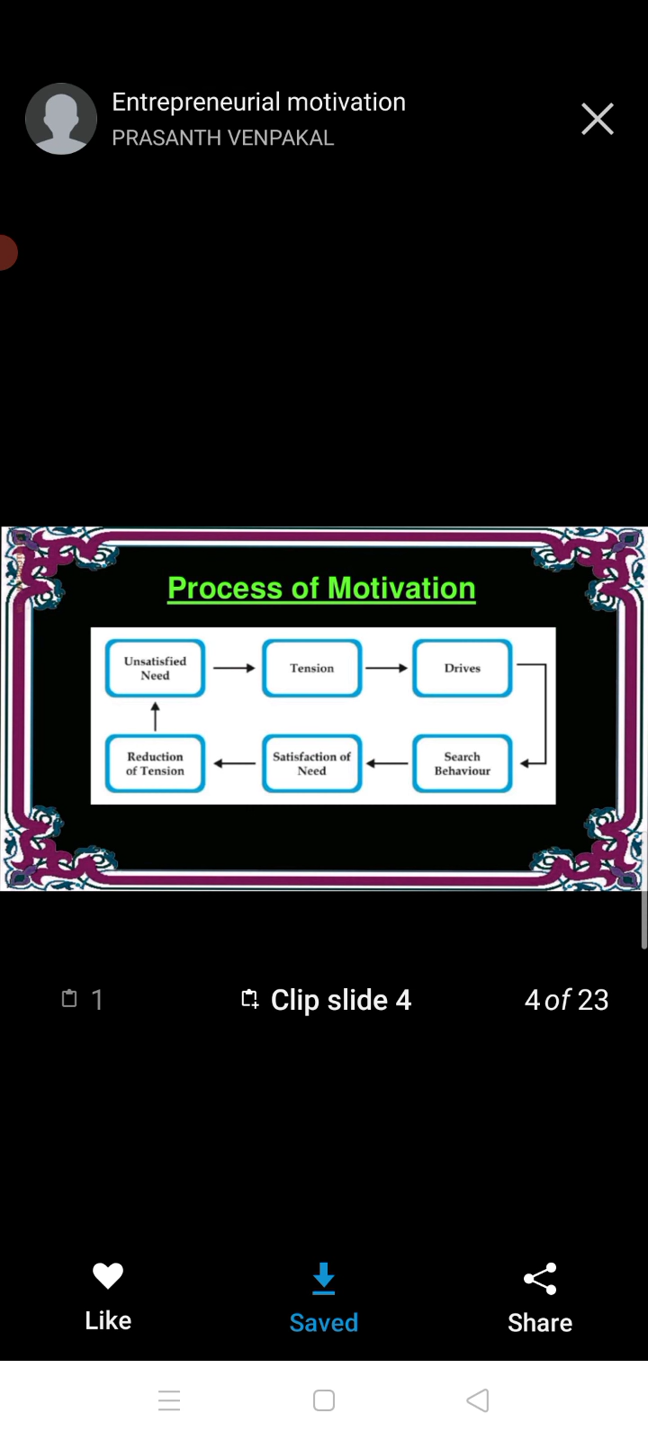 Entrepreneurial motivation
PRASANTH VENPAKAL
Process of Motivation
Unsatisfied
Need
Tension
Drives
Reduction
of Tension
Satisfaction of
Need
Search
Behaviour
1
Clip slide 4
4 of 23
Like
Saved
Share